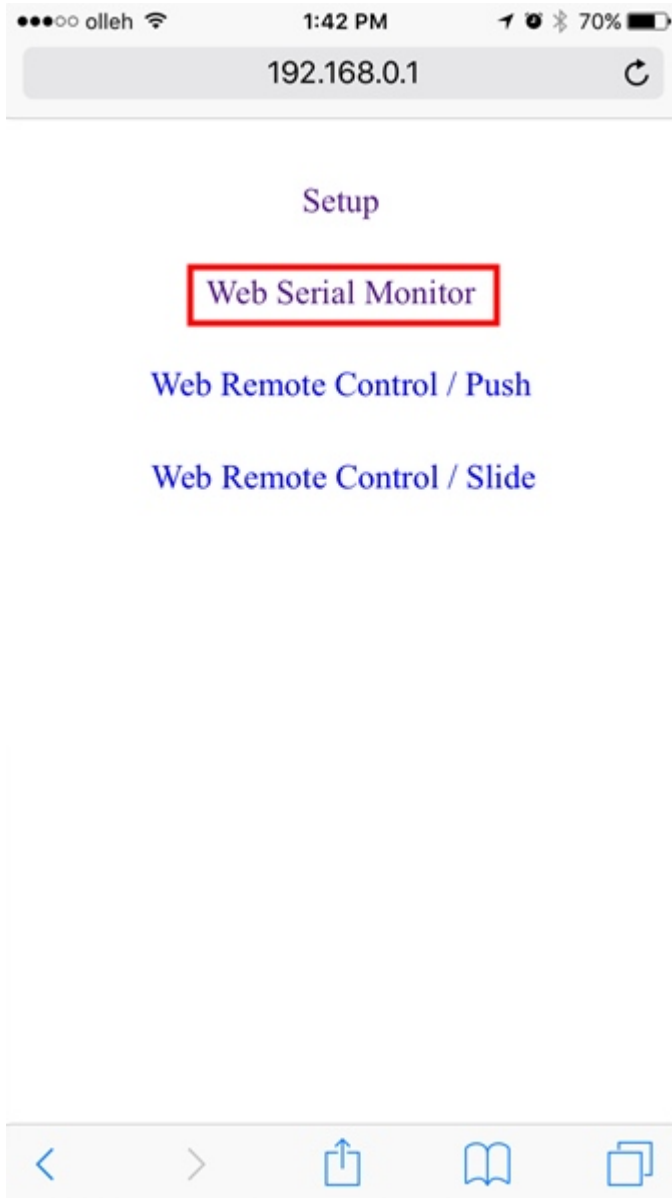 olleh 1:42 PM 70%
192.168.0.1
Setup
Web Serial Monitor
Web Remote Control / Push
Web Remote Control / Slide